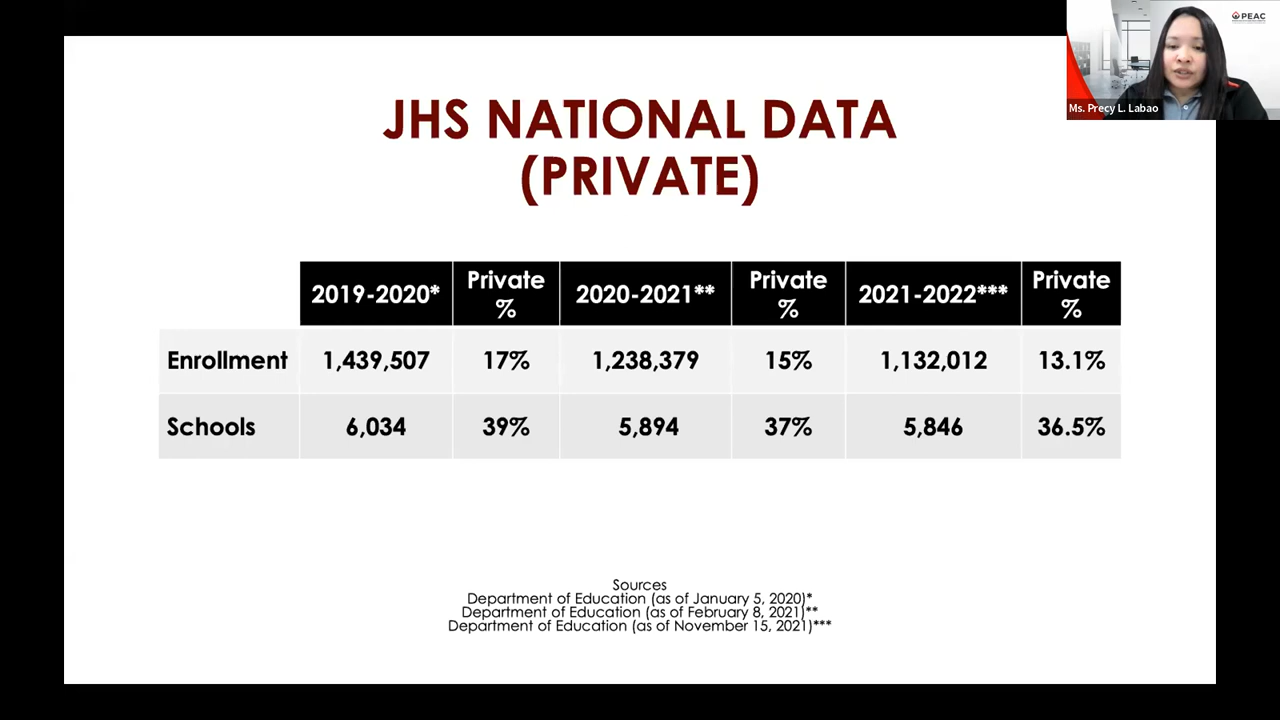 PEAC
Ms. Precy L. Labao
JHS NATIONAL DATA
(PRIVATE)
2019-2020* Private % 2020-2021** Private % 2021-2022*** Private %
Enrollment 1,439,507 17% 1,238,379 15% 1,132,012 13.1%
Schools 6,034 39% 5,894 37% 5,846 36.5%
Sources
Department of Education (as of January 5, 2020)*
Department of Education (as of February 8, 2021)**
Department of Education (as of November 15, 2021)***